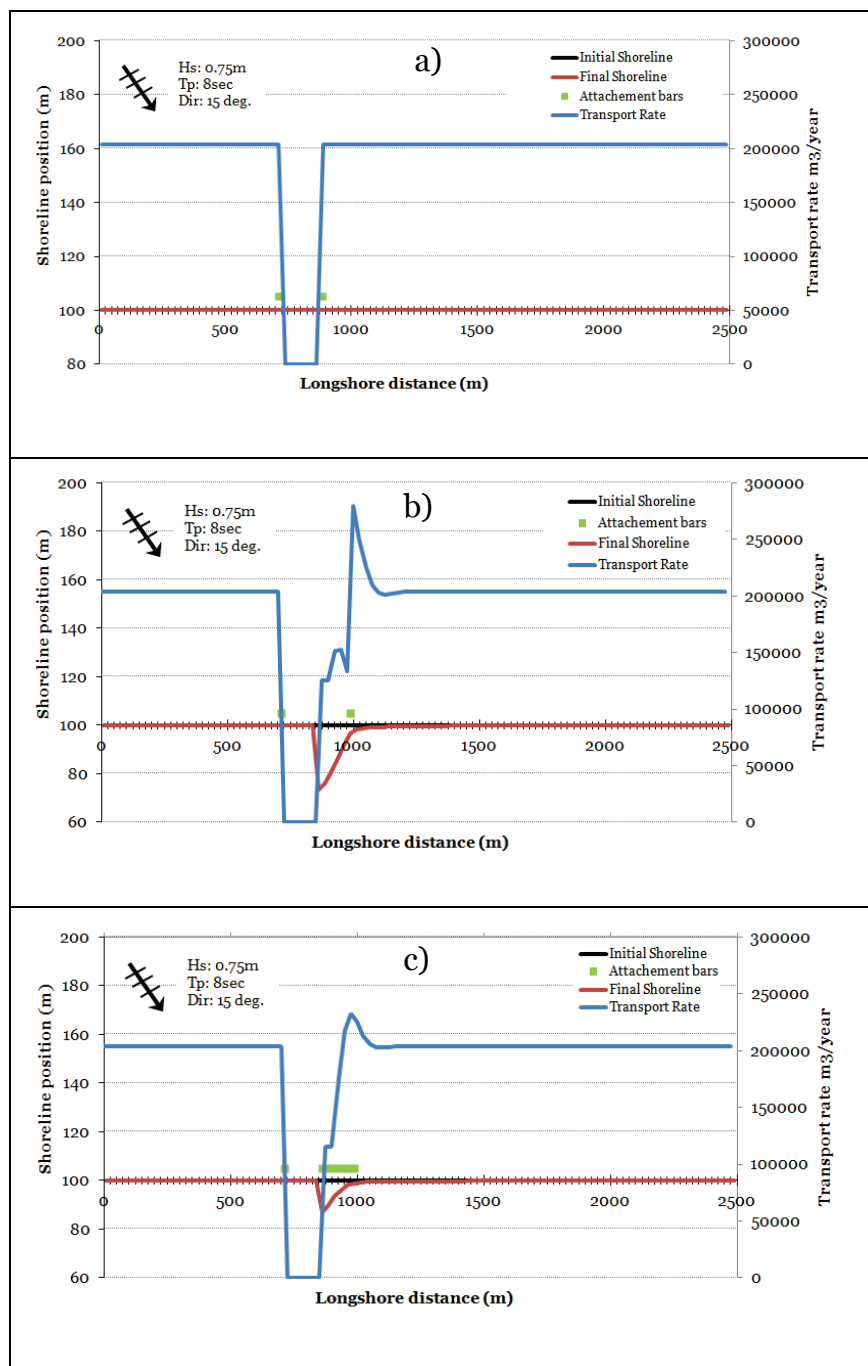 a)
Hs: 0.75m
Tp: 8sec
Dir: 15 deg.
Initial Shoreline
Final Shoreline
Attachement bars
Transport Rate
Shoreline position (m)
200
180
160
140
120
100
80
0
500
1000
1500
2000
2500
Longshore distance (m)
300000
250000
200000
150000
100000
50000
0
Transport rate m3/year
b)
Hs: 0.75m
Tp: 8sec
Dir: 15 deg.
Initial Shoreline
Attachement bars
Final Shoreline
Transport Rate
Shoreline position (m)
200
180
160
140
120
100
80
60
0
500
1000
1500
2000
2500
Longshore distance (m)
300000
250000
200000
150000
100000
50000
0
Transport rate m3/year
c)
Hs: 0.75m
Tp: 8sec
Dir: 15 deg.
Initial Shoreline
Attachement bars
Final Shoreline
Transport Rate
Shoreline position (m)
200
180
160
140
120
100
80
60
0
500
1000
1500
2000
2500
Longshore distance (m)
300000
250000
200000
150000
100000
50000
0
Transport rate m3/year